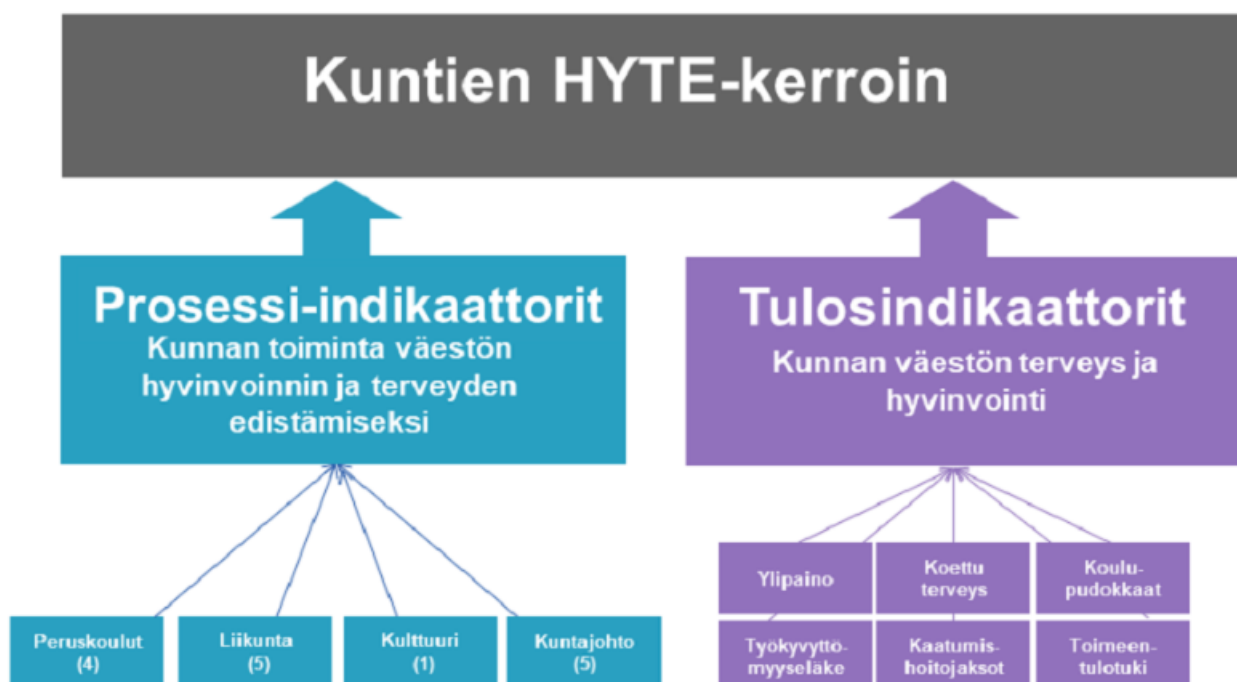 Kuntien HYTE-kerroin
Prosessi-indikaattorit
Kunnan toiminta väestön
hyvinvoinnin ja terveyden
edistämiseksi
Tulosindikaattorit
Kunnan väestön terveys ja
hyvinvointi
Peruskoulut
(4)
Liikunta
(5)
Kulttuuri
(1)
Kuntajohto
(5)
Ylipaino
Koettu
terveys
Koulu-
pudokkaat
Työkyvyttö-
myyseläke
Kaatumis-
hoitojaksot
Toimeen-
tulotuki